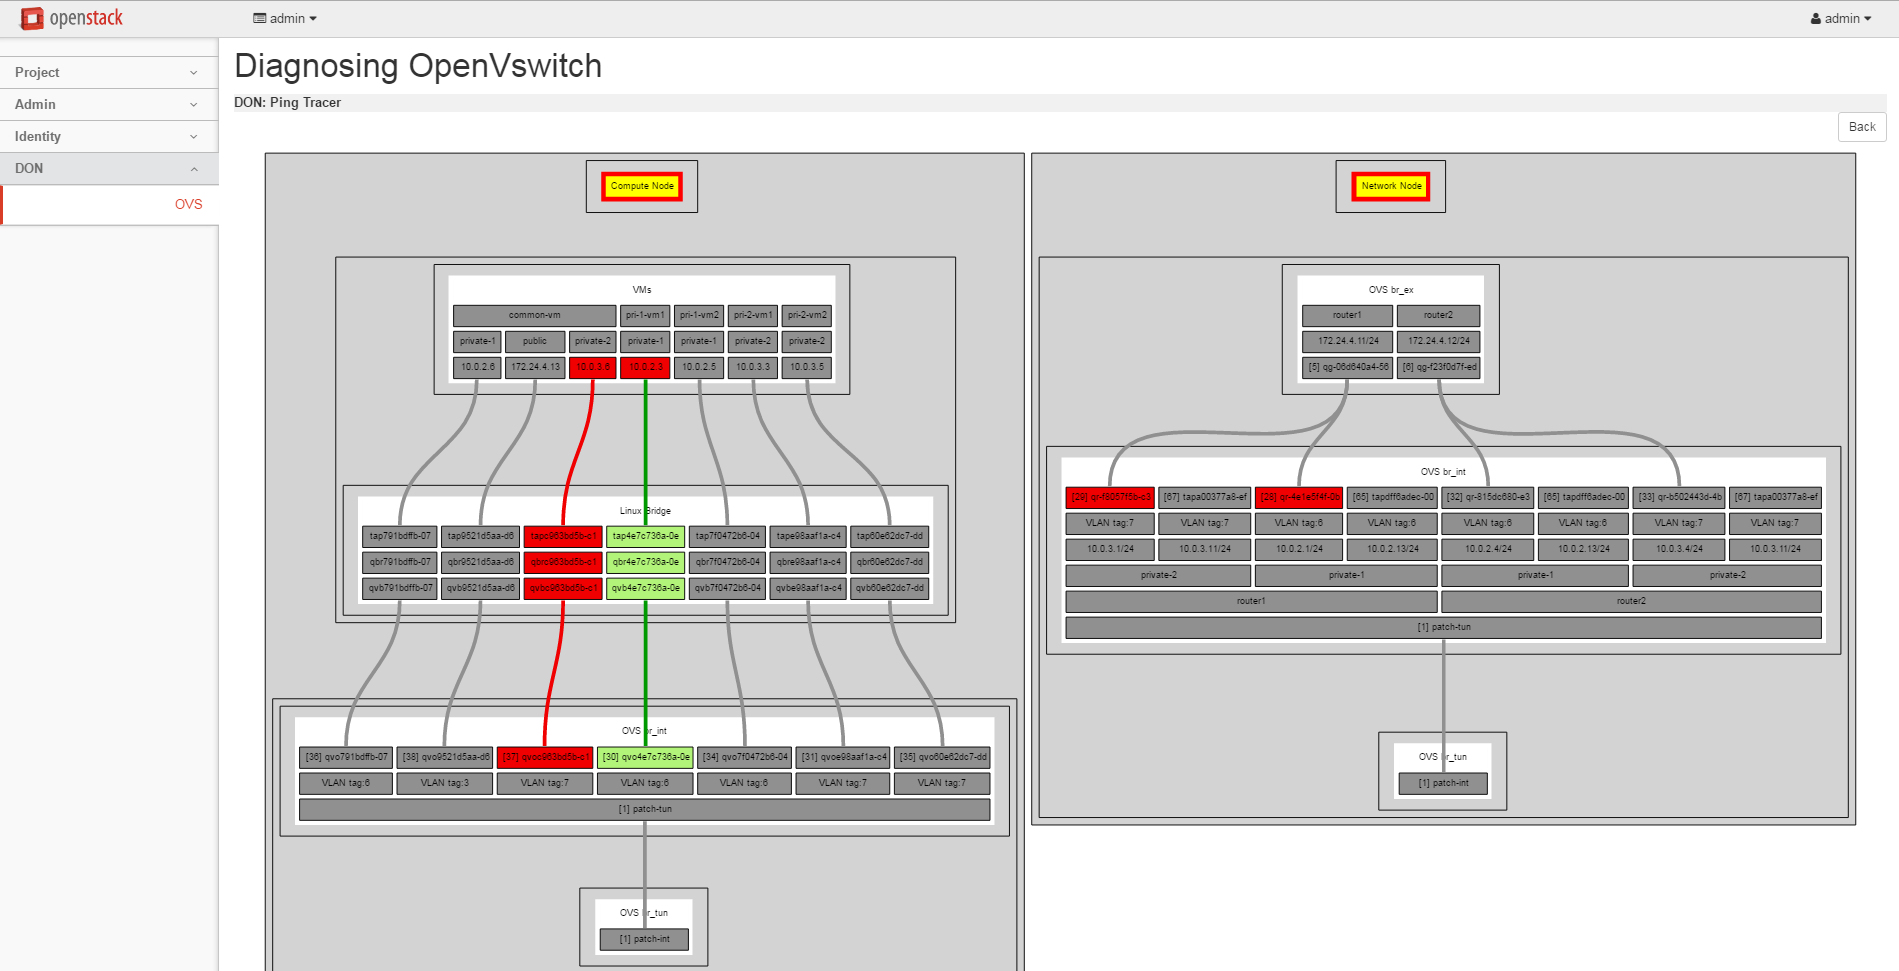 openstack
admin
admin
Project
Admin
Identity
DON
OVS
Diagnosing OpenVswitch
DON: Ping Tracer
Back
Compute Node
VMs
common-vm pri-1-vm1 pri-1-vm2 pri-2-vm1 pri-2-vm2
private-1 public private-2 private-1 private-1 private-2 private-2
10.0.2.6 172.24.4.13 10.0.3.6 10.0.2.3 10.0.2.5 10.0.3.3 10.0.3.5
Linux Bridge
tap791bdffb-07 tap9521d5aa-d6 tapc963bd5b-c1 tap4e7c736a-0e tap7f0472b6-04 tape98aaf1a-c4 tap60e62dc7-dd
qbr791bdffb-07 qbr9521d5aa-d6 qbrc963bd5b-c1 qbr4e7c736a-0e qbr7f0472b6-04 qbre98aaf1a-c4 qbr60e62dc7-dd
qvb791bdffb-07 qvb9521d5aa-d6 qvbc963bd5b-c1 qvb4e7c736a-0e qvb7f0472b6-04 qvbe98aaf1a-c4 qvb60e62dc7-dd
OVS br_int
[36] qvo791bdffb-07 [38] qvo9521d5aa-d6 [37] qvoc963bd5b-c1 [30] qvo4e7c736a-0e [34] qvo7f0472b6-04 [31] qvoe98aaf1a-c4 [35] qvo60e62dc7-dd
VLAN tag:6 VLAN tag:3 VLAN tag:7 VLAN tag:6 VLAN tag:6 VLAN tag:7 VLAN tag:7
[1] patch-tun
OVS br_tun
[1] patch-int
Network Node
OVS br_ex
router1 router2
172.24.4.11/24 172.24.4.12/24
[5] qg-06d640a4-56 [6] qg-f23f0d7f-ed
OVS br_int
[29] qr-f8067f6b-c3 [67] tapa00377a8-ef [28] qr-4e1e5f4f-0b [65] tapdff6adec-00 [32] qr-815dc680-e3 [65] tapdff6adec-00 [33] qr-b502443d-4b [67] tapa00377a8-ef
VLAN tag:7 VLAN tag:7 VLAN tag:6 VLAN tag:6 VLAN tag:6 VLAN tag:6 VLAN tag:7 VLAN tag:7
10.0.3.1/24 10.0.3.11/24 10.0.2.1/24 10.0.2.13/24 10.0.2.4/24 10.0.2.13/24 10.0.3.4/24 10.0.3.11/24
private-2 private-1 private-1 private-2
router1 router2
[1] patch-tun
OVS br_tun
[1] patch-int